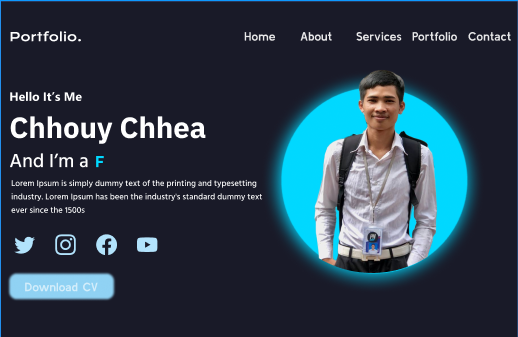 Portfolio.
Home About Services Portfolio Contact
Hello It's Me
Chhouy Chhea
And I'm a F
Lorem Ipsum is simply dummy text of the printing and typesetting
industry. Lorem Ipsum has been the industry's standard dummy text
ever since the 1500s
Download CV